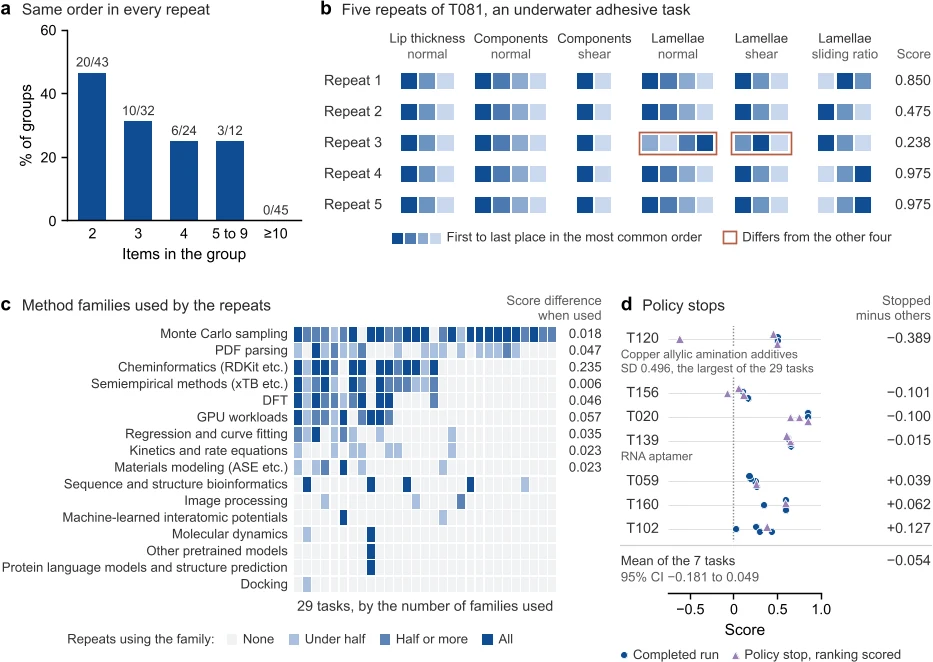 a Same order in every repeat
60
40
20
0
% of groups
20/43
10/32
6/24
3/12
0/45
2 3 4 5 to 9 ≥10
Items in the group
b Five repeats of T081, an underwater adhesive task
Lip thickness Components Components Lamellae Lamellae Lamellae
normal normal shear normal shear sliding ratio Score
Repeat 1 0.850
Repeat 2 0.475
Repeat 3 0.238
Repeat 4 0.975
Repeat 5 0.975
First to last place in the most common order Differs from the other four
c Method families used by the repeats
Score difference
when used
Monte Carlo sampling 0.018
PDF parsing 0.047
Cheminformatics (RDKit etc.) 0.235
Semiempirical methods (xTB etc.) 0.006
DFT 0.046
GPU workloads 0.057
Regression and curve fitting 0.035
Kinetics and rate equations 0.023
Materials modeling (ASE etc.) 0.023
Sequence and structure bioinformatics
Image processing
Machine-learned interatomic potentials
Molecular dynamics
Other pretrained models
Protein language models and structure prediction
Docking
29 tasks, by the number of families used
Repeats using the family: None Under half Half or more All
d Policy stops
Stopped
minus others
T120 −0.389
Copper allylic amination additives
SD 0.496, the largest of the 29 tasks
T156 −0.101
T020 −0.100
T139 −0.015
RNA aptamer
T059 +0.039
T160 +0.062
T102 +0.127
Mean of the 7 tasks −0.054
95% CI −0.181 to 0.049
−0.5 0 0.5 1.0
Score
Completed run Policy stop, ranking scored